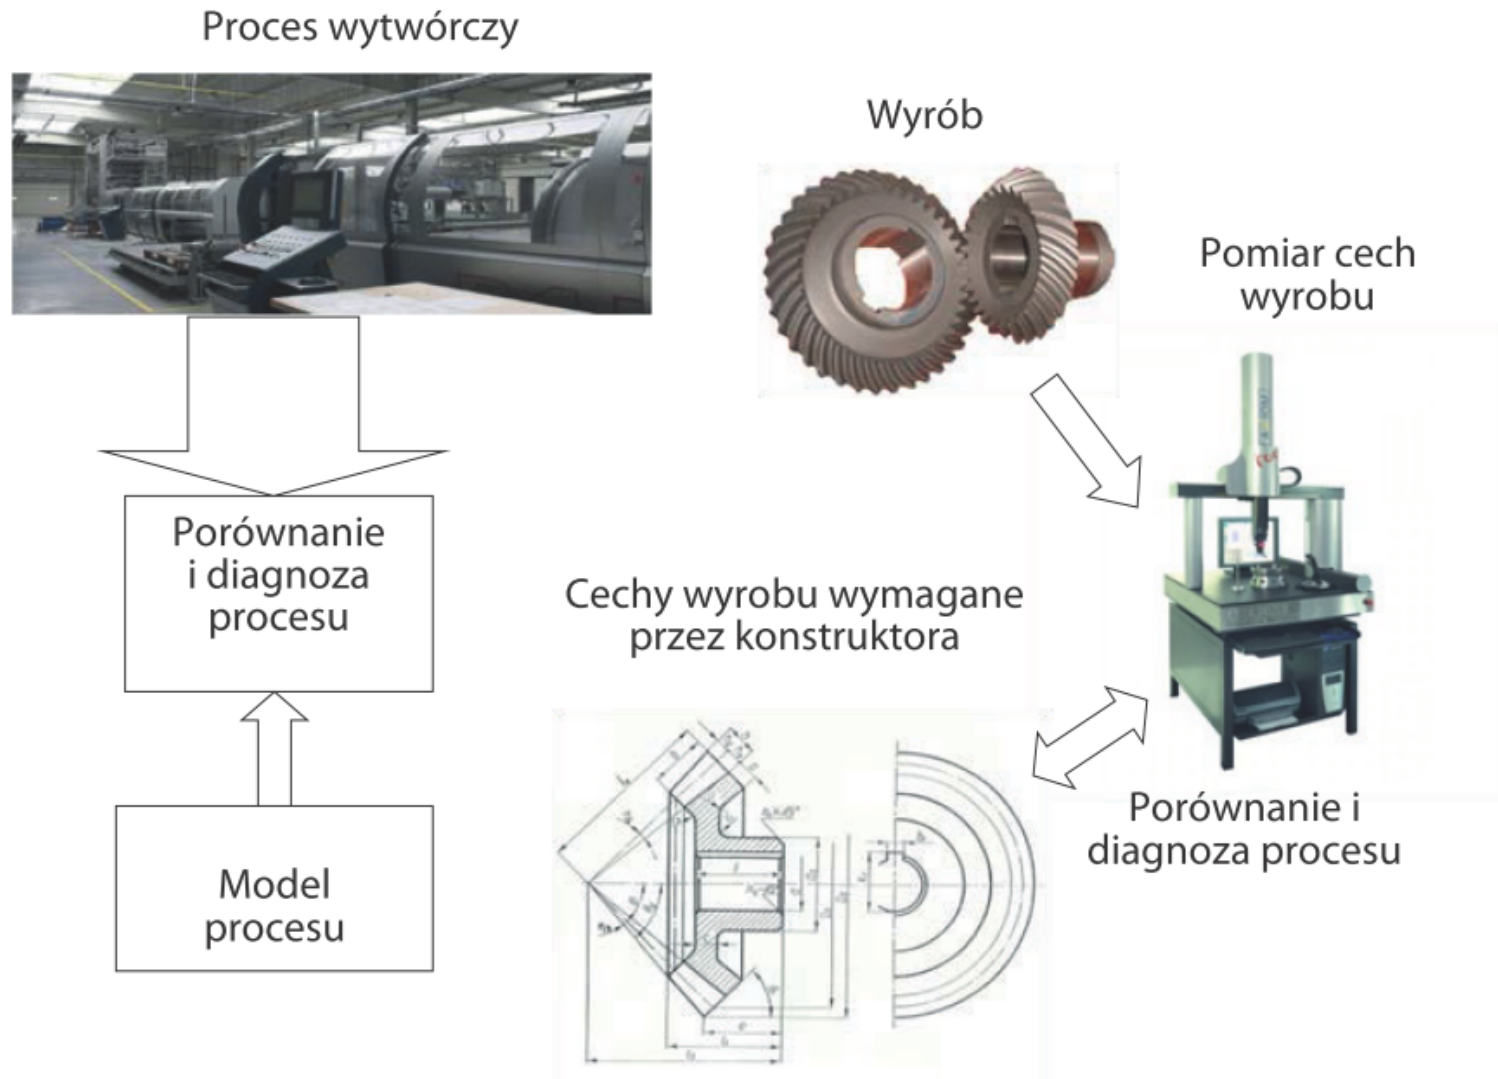 Proces wytwórczy
Wyrób
Pomiar cech
wyrobu
Porównanie
i diagnoza
procesu
Cechy wyrobu wymagane
przez konstruktora
Model
procesu
Porównanie i
diagnoza procesu